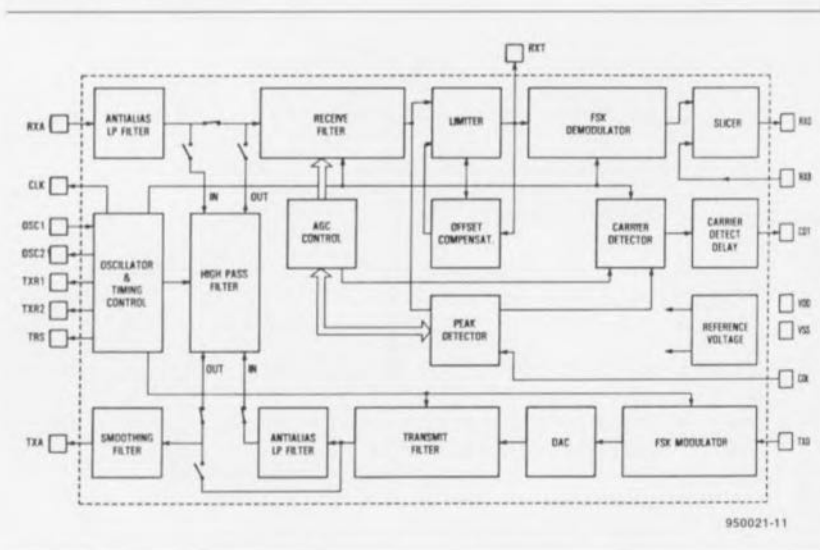 RXT
RXA
ANTIALIAS
LP FILTER
RECEIVE
FILTER
LIMITER
FSK
DEMODULATOR
SLICER
RXD
RXB
IN
OUT
CLK
OSC1
OSC2
TXR1
TXR2
TRS
OSCILLATOR
&
TIMING
CONTROL
HIGH PASS
FILTER
AGC
CONTROL
OFFSET
COMPENSAT.
CARRIER
DETECTOR
CARRIER
DETECT
DELAY
CDT
PEAK
DETECTOR
REFERENCE
VOLTAGE
VDD
VSS
OUT
IN
TXA
SMOOTHING
FILTER
ANTIALIAS
LP FILTER
TRANSMIT
FILTER
DAC
FSK MODULATOR
TXD
950021-11